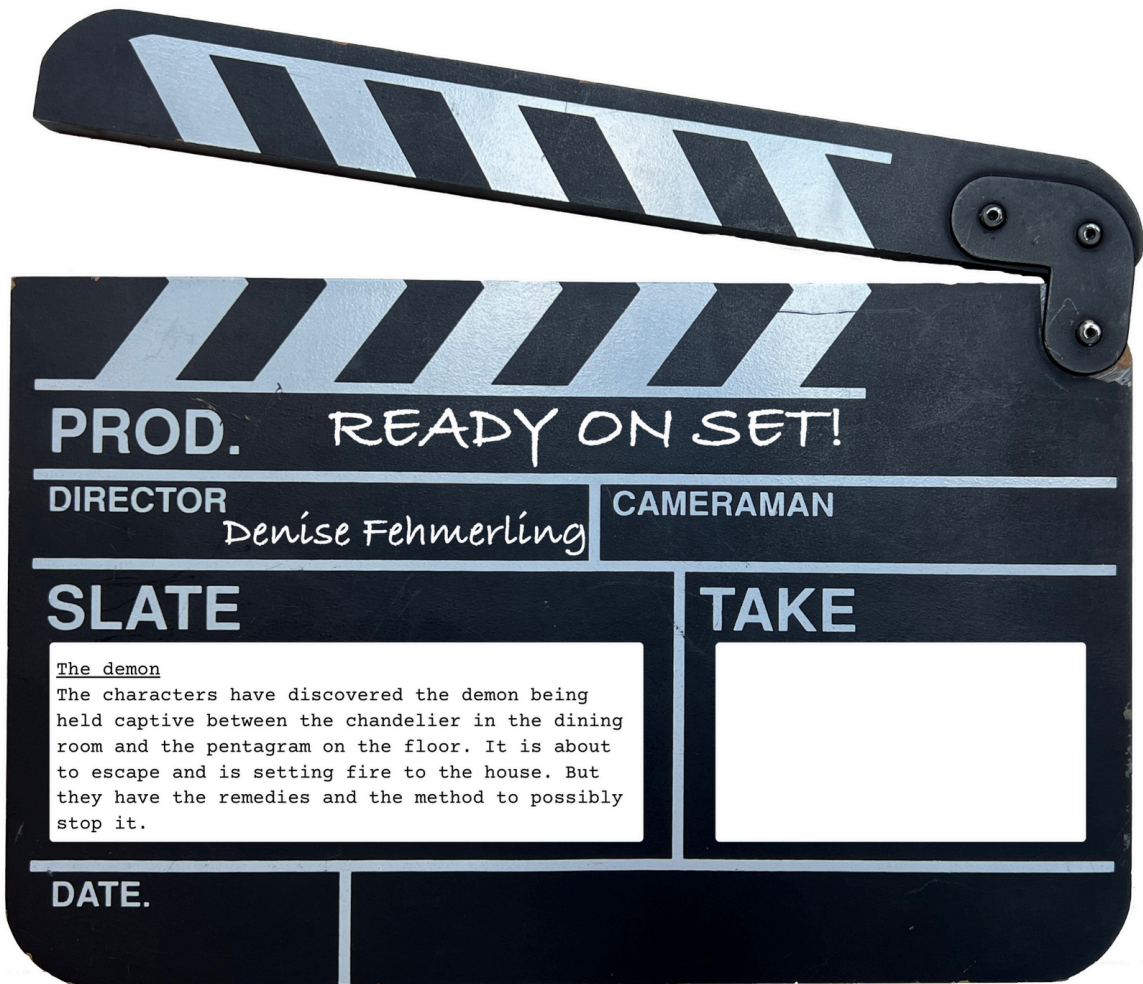 PROD. READY ON SET!
DIRECTOR
Denise Fehmerling
CAMERAMAN
SLATE
The demon
The characters have discovered the demon being
held captive between the chandelier in the dining
room and the pentagram on the floor. It is about
to escape and is setting fire to the house. But
they have the remedies and the method to possibly
stop it.
TAKE
DATE.